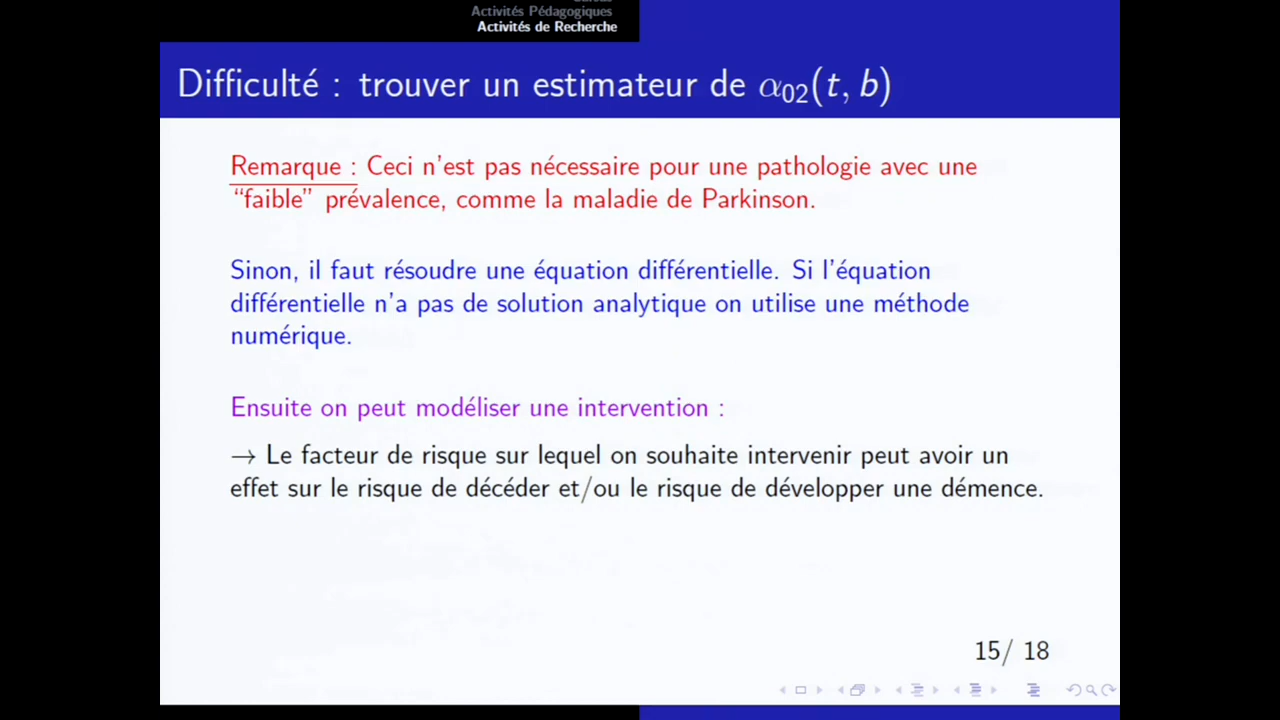 Activités Pédagogiques
Activités de Recherche
Difficulté : trouver un estimateur de α02(t, b)
Remarque : Ceci n'est pas nécessaire pour une pathologie avec une
“faible” prévalence, comme la maladie de Parkinson.
Sinon, il faut résoudre une équation différentielle. Si l'équation
différentielle n'a pas de solution analytique on utilise une méthode
numérique.
Ensuite on peut modéliser une intervention :
→ Le facteur de risque sur lequel on souhaite intervenir peut avoir un
effet sur le risque de décéder et/ou le risque de développer une démence.
15/ 18